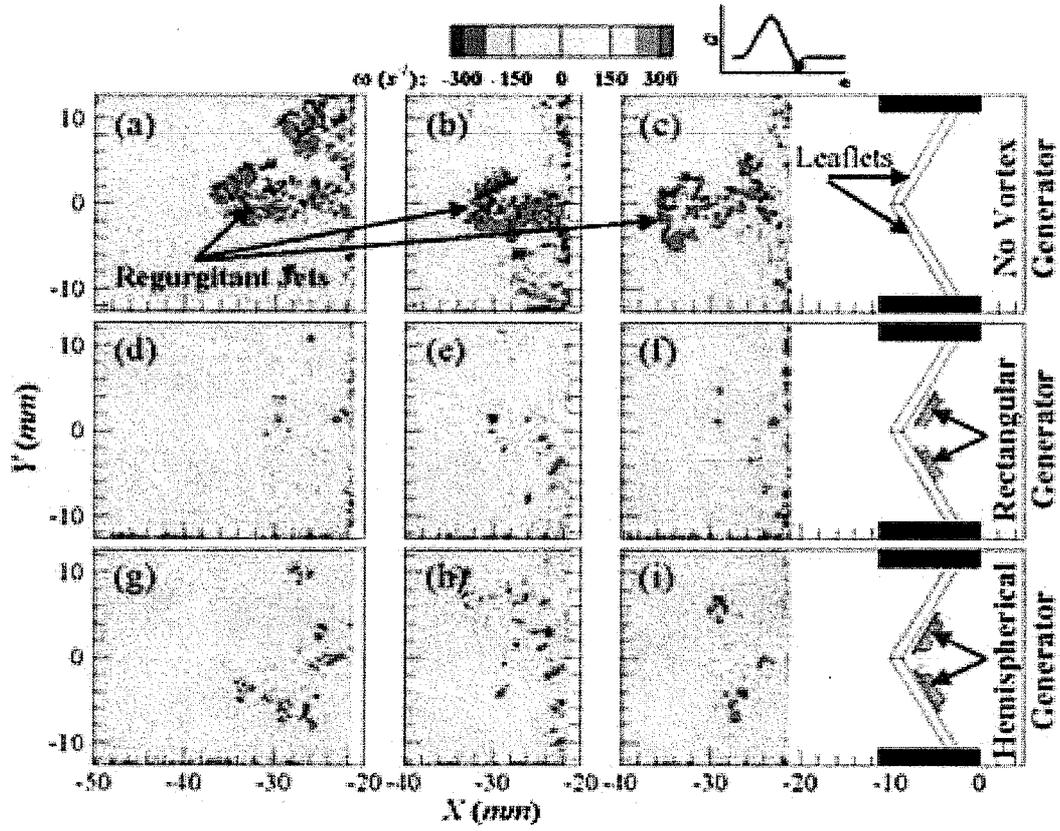 Q
t
ω (s⁻¹): -300 -150 0 150 300
10 (a) (b) (c)
Leaflets
0
Regurgitant Jets
-10
No Vortex Generator
10 (d) (e) (f)
0
-10
Rectangular Generator
Y (mm)
10 (g) (h) (i)
0
-10
Hemispherical Generator
-50 -40 -30 -20 -40 -30 -20 -40 -30 -20 -10 0
X (mm)